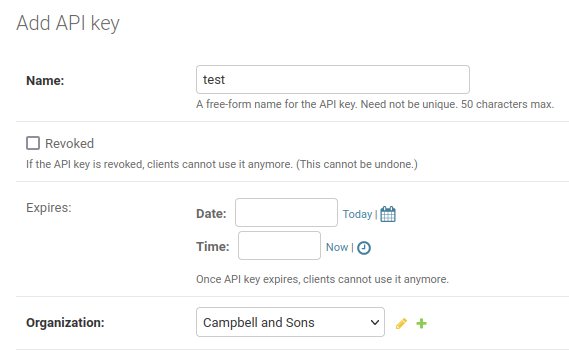 Add API key
Name:
test
A free-form name for the API key. Need not be unique. 50 characters max.
Revoked
If the API key is revoked, clients cannot use it anymore. (This cannot be undone.)
Expires:
Date:
Today |
Time:
Now |
Once API key expires, clients cannot use it anymore.
Organization:
Campbell and Sons